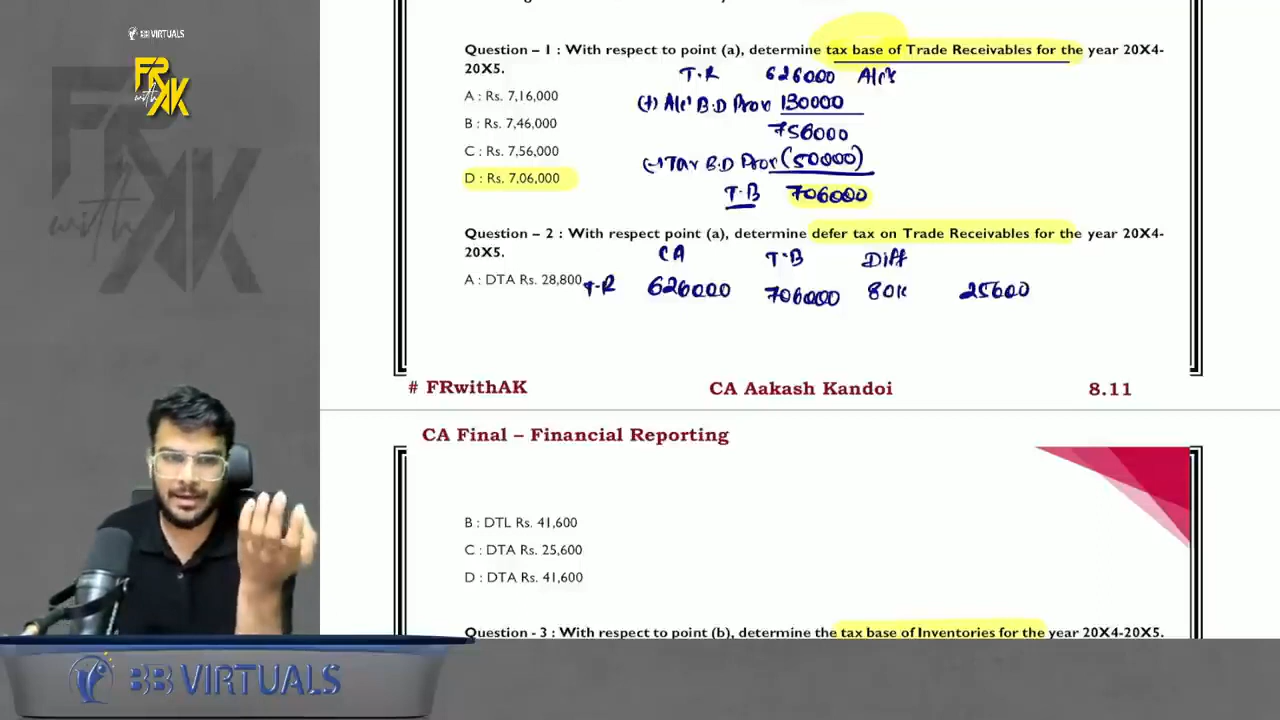 BB VIRTUALS
FR
with
AK
FR
with
AK
Question – 1 : With respect to point (a), determine tax base of Trade Receivables for the year 20X4-
20X5.
T.R 626000 A/c's
A : Rs. 7,16,000
(+) A/c' B.D Prov 130000
B : Rs. 7,46,000
756000
C : Rs. 7,56,000
(-) Tax B.D Prov (50000)
D : Rs. 7,06,000
T.B 706000
Question – 2 : With respect point (a), determine defer tax on Trade Receivables for the year 20X4-
20X5.
CA T.B Diff
A : DTA Rs. 28,800
T.R 626000 706000 80K 25600
# FRwithAK CA Aakash Kandoi 8.11
CA Final – Financial Reporting
B : DTL Rs. 41,600
C : DTA Rs. 25,600
D : DTA Rs. 41,600
Question - 3 : With respect to point (b), determine the tax base of Inventories for the year 20X4-20X5.
BB VIRTUALS